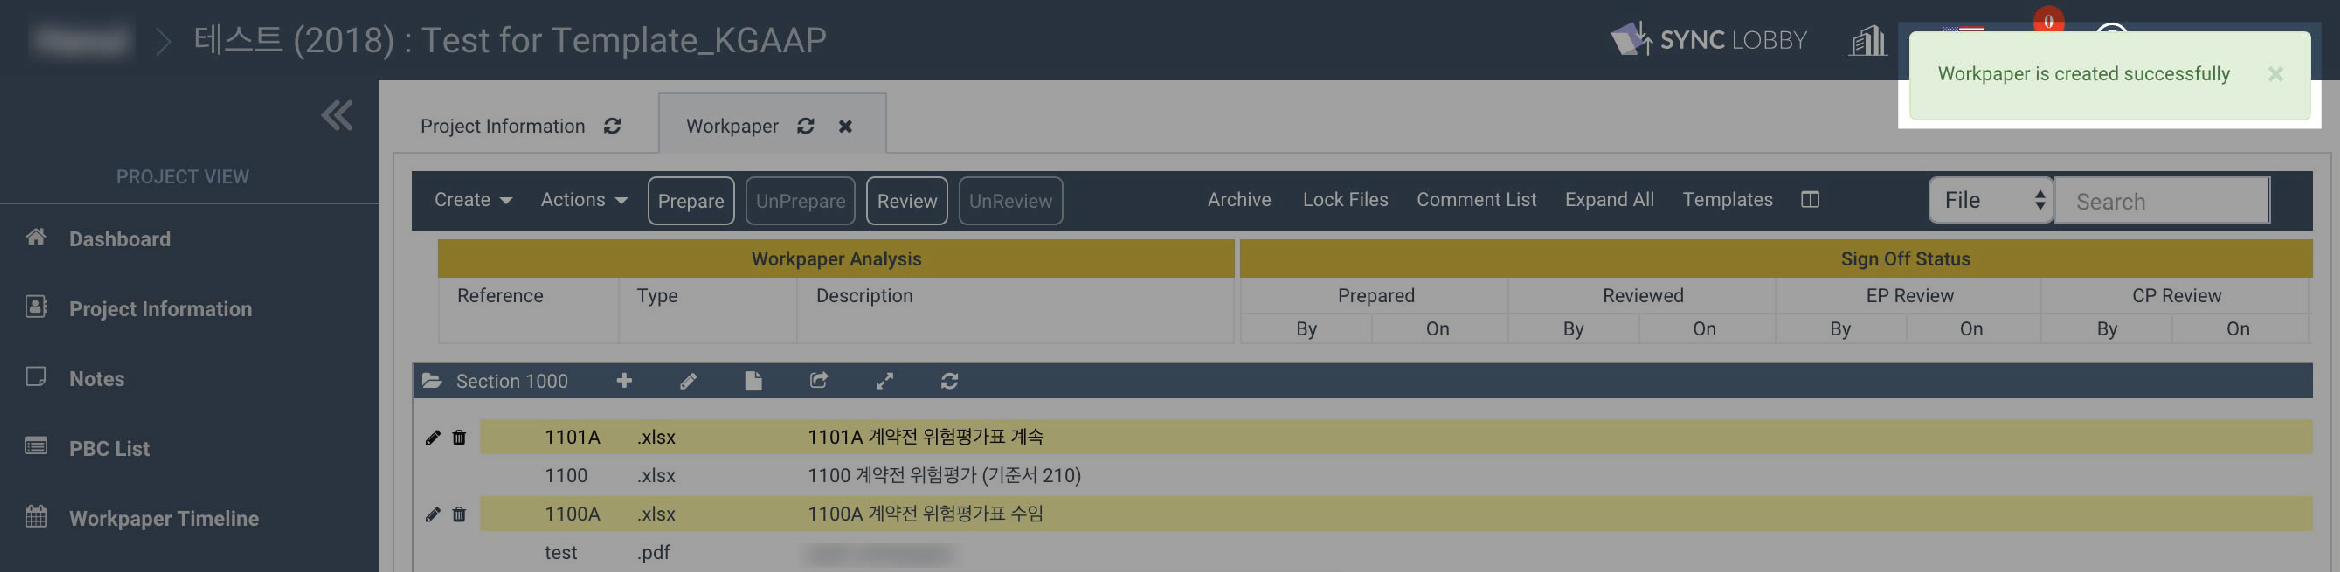 테스트 (2018) : Test for Template_KGAAP
SYNC LOBBY
0
Workpaper is created successfully
Project Information
Workpaper
PROJECT VIEW
Dashboard
Project Information
Notes
PBC List
Workpaper Timeline
Create Actions Prepare UnPrepare Review UnReview Archive Lock Files Comment List Expand All Templates File Search
Workpaper Analysis Sign Off Status
Reference Type Description Prepared Reviewed EP Review CP Review
By On By On By On By On
Section 1000
1101A .xlsx 1101A 계약전 위험평가표 계속
1100 .xlsx 1100 계약전 위험평가 (기준서 210)
1100A .xlsx 1100A 계약전 위험평가표 수임
test .pdf